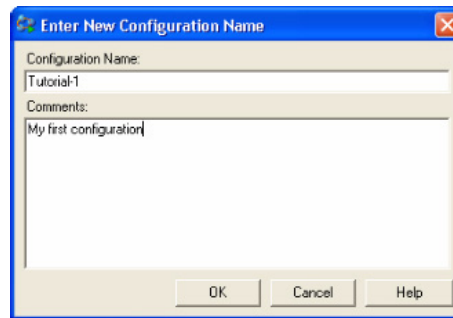 Enter New Configuration Name
Configuration Name:
Tutorial-1
Comments:
My first configuration
OK Cancel Help